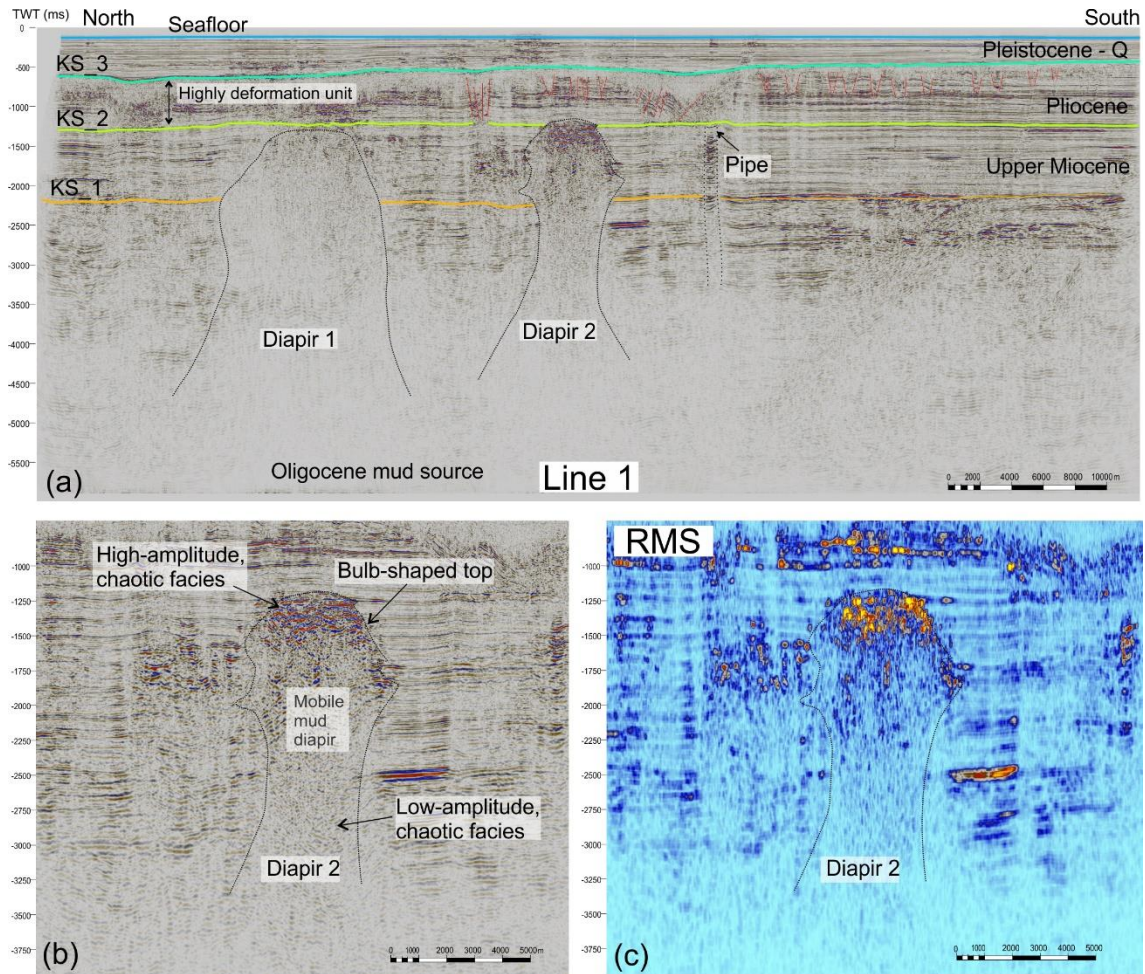 TWT (ms)
North
Seafloor
South
0
KS_3
Pleistocene - Q
-500
Highly deformation unit
Pliocene
-1000
KS_2
-1500
Pipe
Upper Miocene
KS_1
-2000
-2500
-3000
-3500
Diapir 1
Diapir 2
-4000
-4500
-5000
Oligocene mud source
Line 1
-5500
(a)
0 2000 4000 6000 8000 10000m
High-amplitude,
chaotic facies
Bulb-shaped top
-1000
-1250
-1500
-1750
Mobile
mud
diapir
-2000
-2250
-2500
-2750
Low-amplitude,
chaotic facies
-3000
Diapir 2
-3250
-3500
-3750
(b)
0 1000 2000 3000 4000 5000m
RMS
-1000
-1250
-1500
-1750
-2000
-2250
-2500
-2750
-3000
Diapir 2
-3250
-3500
-3750
(c)
0 1000 2000 3000 4000 5000